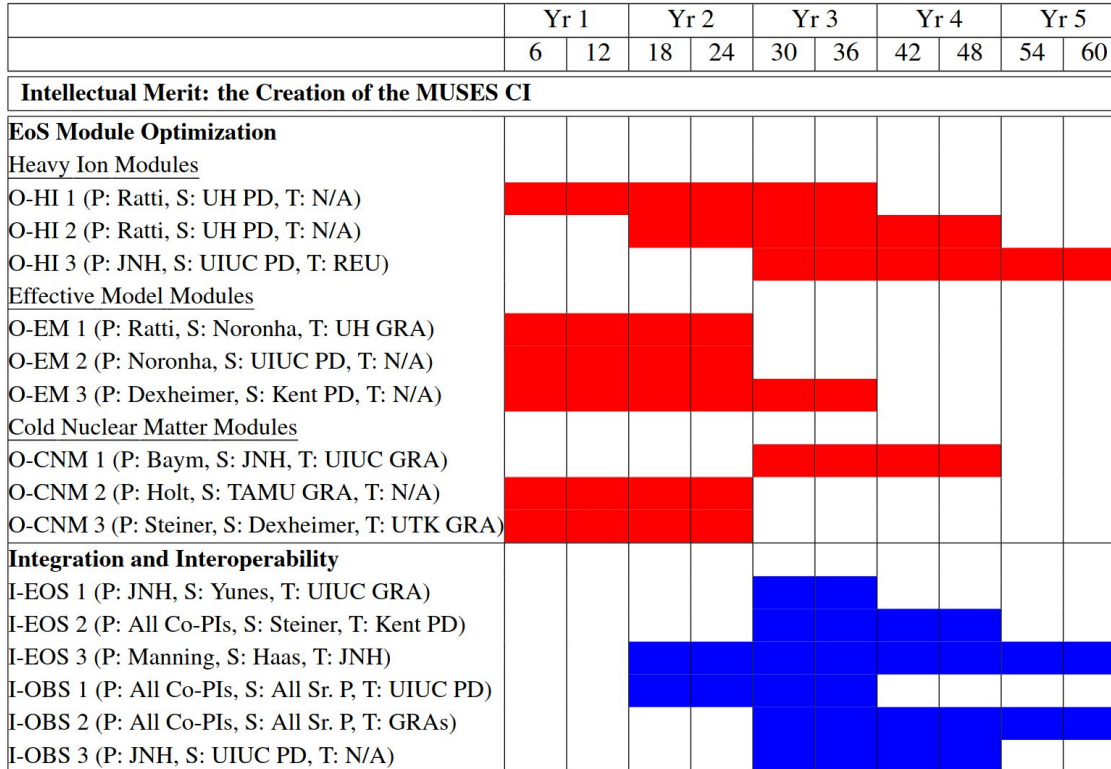 Yr 1 Yr 2 Yr 3 Yr 4 Yr 5
6 12 18 24 30 36 42 48 54 60
Intellectual Merit: the Creation of the MUSES CI
EoS Module Optimization
Heavy Ion Modules
O-HI 1 (P: Ratti, S: UH PD, T: N/A)
O-HI 2 (P: Ratti, S: UH PD, T: N/A)
O-HI 3 (P: JNH, S: UIUC PD, T: REU)
Effective Model Modules
O-EM 1 (P: Ratti, S: Noronha, T: UH GRA)
O-EM 2 (P: Noronha, S: UIUC PD, T: N/A)
O-EM 3 (P: Dexheimer, S: Kent PD, T: N/A)
Cold Nuclear Matter Modules
O-CNM 1 (P: Baym, S: JNH, T: UIUC GRA)
O-CNM 2 (P: Holt, S: TAMU GRA, T: N/A)
O-CNM 3 (P: Steiner, S: Dexheimer, T: UTK GRA)
Integration and Interoperability
I-EOS 1 (P: JNH, S: Yunes, T: UIUC GRA)
I-EOS 2 (P: All Co-PIs, S: Steiner, T: Kent PD)
I-EOS 3 (P: Manning, S: Haas, T: JNH)
I-OBS 1 (P: All Co-PIs, S: All Sr. P, T: UIUC PD)
I-OBS 2 (P: All Co-PIs, S: All Sr. P, T: GRAs)
I-OBS 3 (P: JNH, S: UIUC PD, T: N/A)